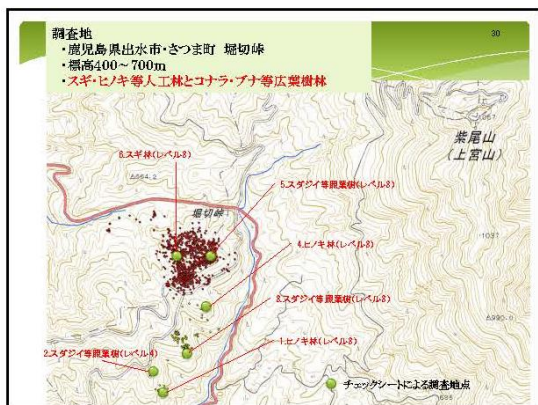 調査地
・鹿児島県出水市・さつま町 堀切峠
・標高400～700m
・スギ・ヒノキ等人工林とコナラ・ブナ等広葉樹林
30
1067
紫尾山
(上宮山)
6.スギ林(レベル3)
△564.2
5.スダジイ等照葉樹(レベル3)
堀切峠
4.ヒノキ林(レベル3)
1037
3.スダジイ等照葉樹(レベル3)
△990.0
2.スダジイ等照葉樹(レベル4)
1.ヒノキ林(レベル3)
チェックシートによる調査地点